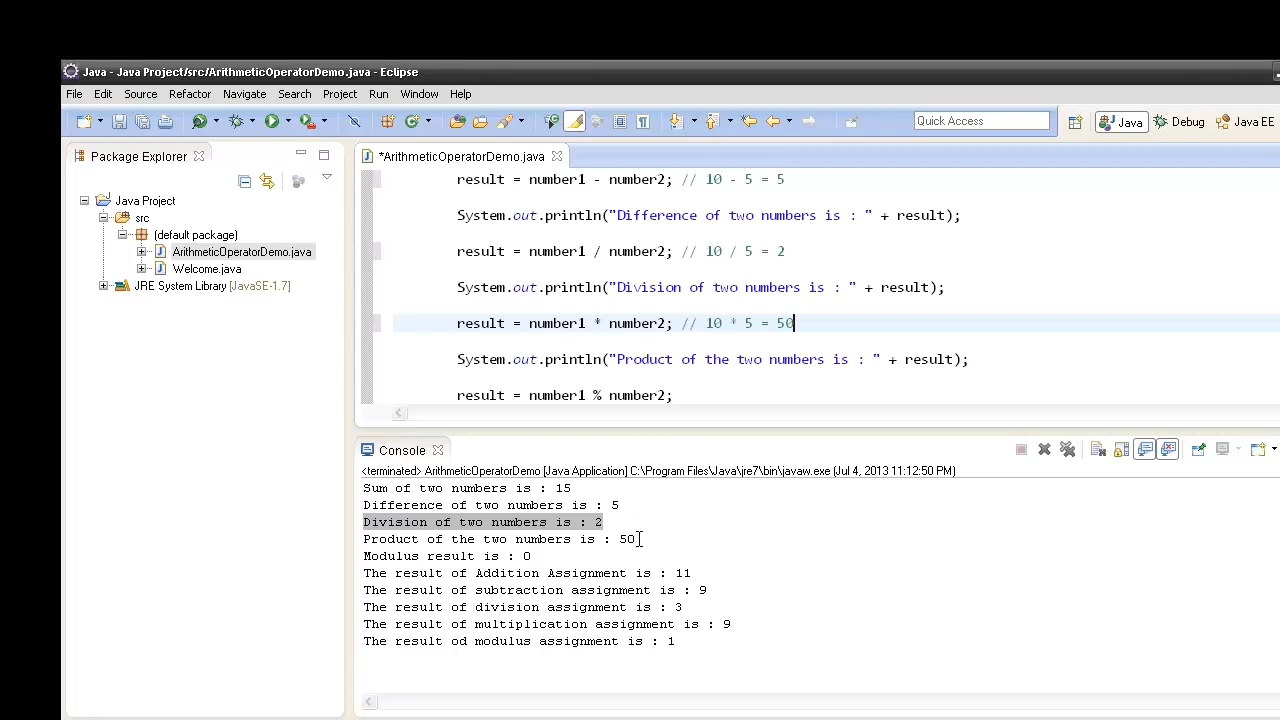 Java - Java Project/src/ArithmeticOperatorDemo.java - Eclipse
File Edit Source Refactor Navigate Search Project Run Window Help
Quick Access Java Debug Java EE
Package Explorer
Java Project
src
(default package)
ArithmeticOperatorDemo.java
Welcome.java
JRE System Library [JavaSE-1.7]
*ArithmeticOperatorDemo.java
result = number1 - number2; // 10 - 5 = 5
System.out.println("Difference of two numbers is : " + result);
result = number1 / number2; // 10 / 5 = 2
System.out.println("Division of two numbers is : " + result);
result = number1 * number2; // 10 * 5 = 50
System.out.println("Product of the two numbers is : " + result);
result = number1 % number2;
Console
<terminated> ArithmeticOperatorDemo [Java Application] C:\Program Files\Java\jre7\bin\javaw.exe (Jul 4, 2013 11:12:50 PM)
Sum of two numbers is : 15
Difference of two numbers is : 5
Division of two numbers is : 2
Product of the two numbers is : 50
Modulus result is : 0
The result of Addition Assignment is : 11
The result of subtraction assignment is : 9
The result of division assignment is : 3
The result of multiplication assignment is : 9
The result od modulus assignment is : 1